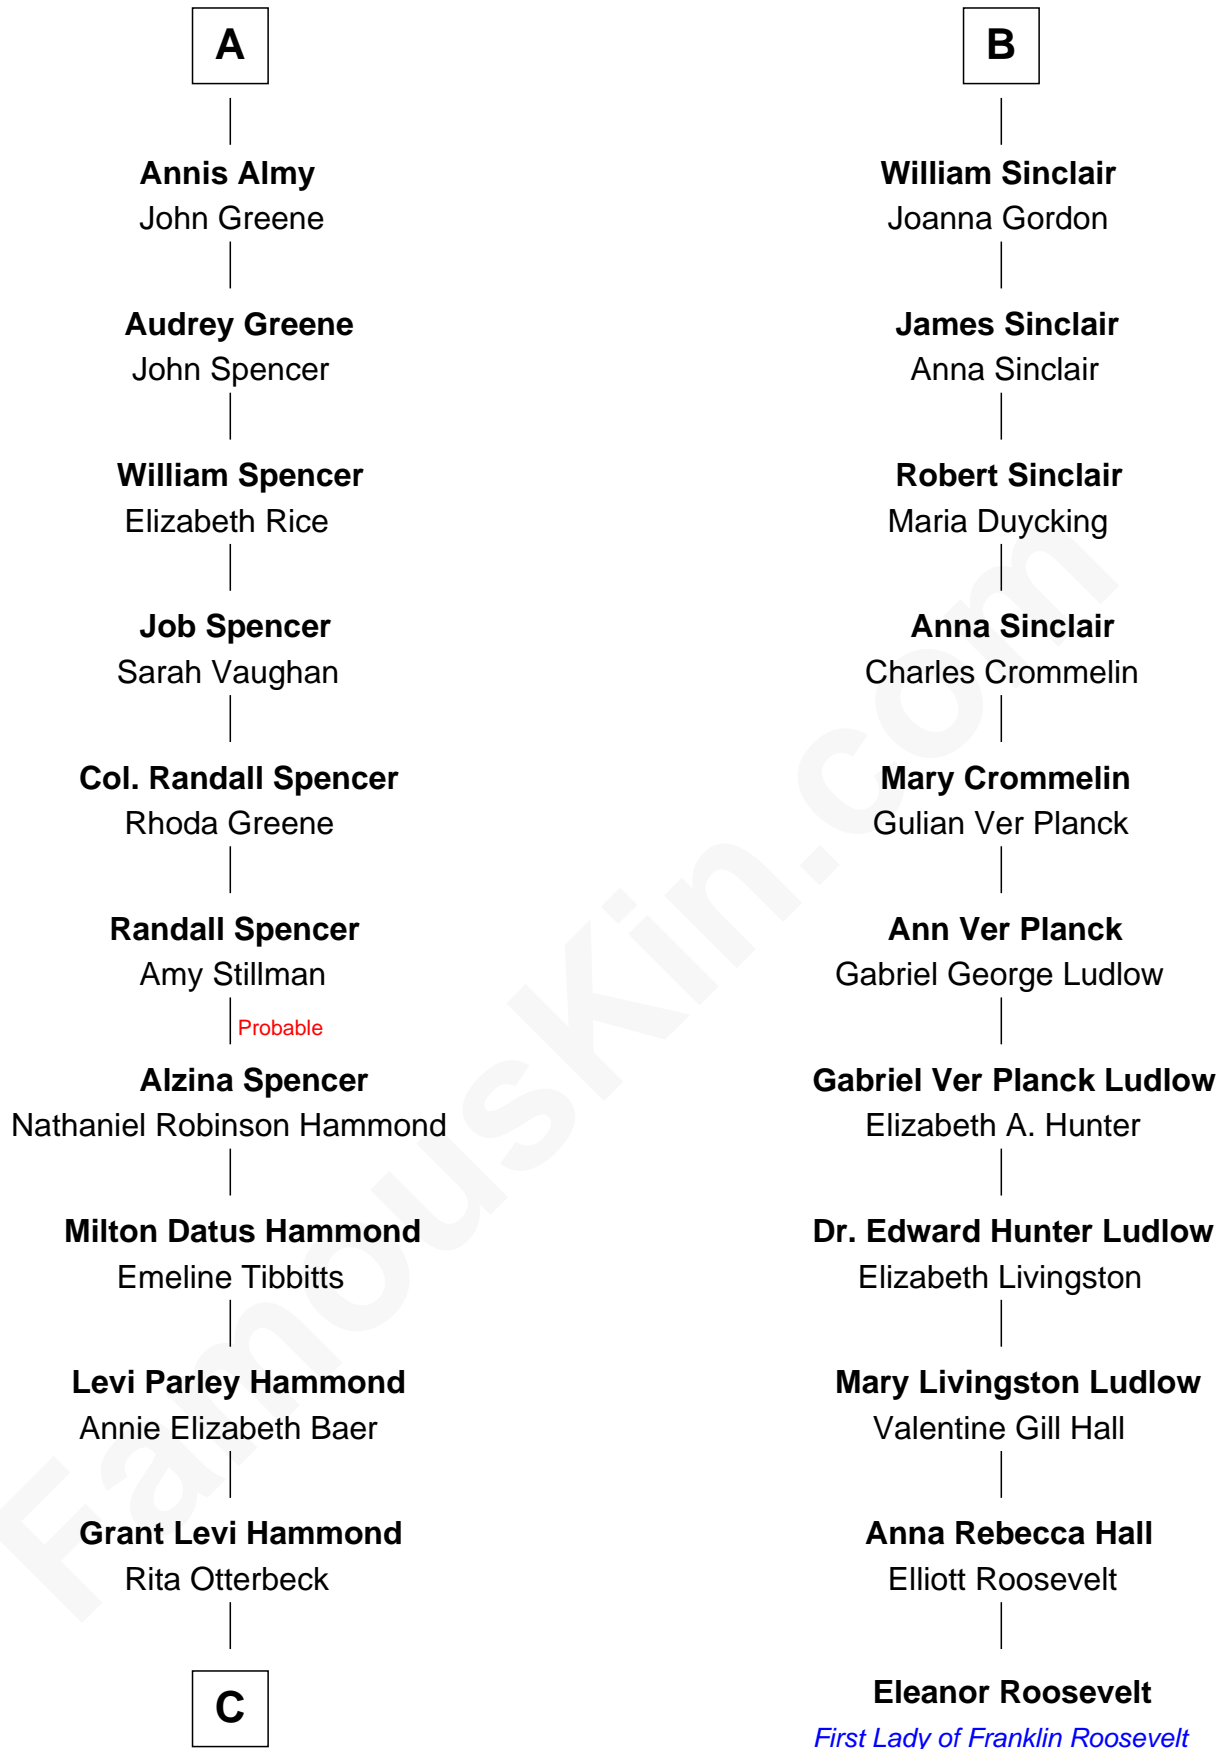 A
Annis Almy
John Greene
Audrey Greene
John Spencer
William Spencer
Elizabeth Rice
Job Spencer
Sarah Vaughan
Col. Randall Spencer
Rhoda Greene
Randall Spencer
Amy Stillman
Probable
Alzina Spencer
Nathaniel Robinson Hammond
Milton Datus Hammond
Emeline Tibbitts
Levi Parley Hammond
Annie Elizabeth Baer
Grant Levi Hammond
Rita Otterbeck
C
B
William Sinclair
Joanna Gordon
James Sinclair
Anna Sinclair
Robert Sinclair
Maria Duycking
Anna Sinclair
Charles Crommelin
Mary Crommelin
Gulian Ver Planck
Ann Ver Planck
Gabriel George Ludlow
Gabriel Ver Planck Ludlow
Elizabeth A. Hunter
Dr. Edward Hunter Ludlow
Elizabeth Livingston
Mary Livingston Ludlow
Valentine Gill Hall
Anna Rebecca Hall
Elliott Roosevelt
Eleanor Roosevelt
First Lady of Franklin Roosevelt
FamousKin.com